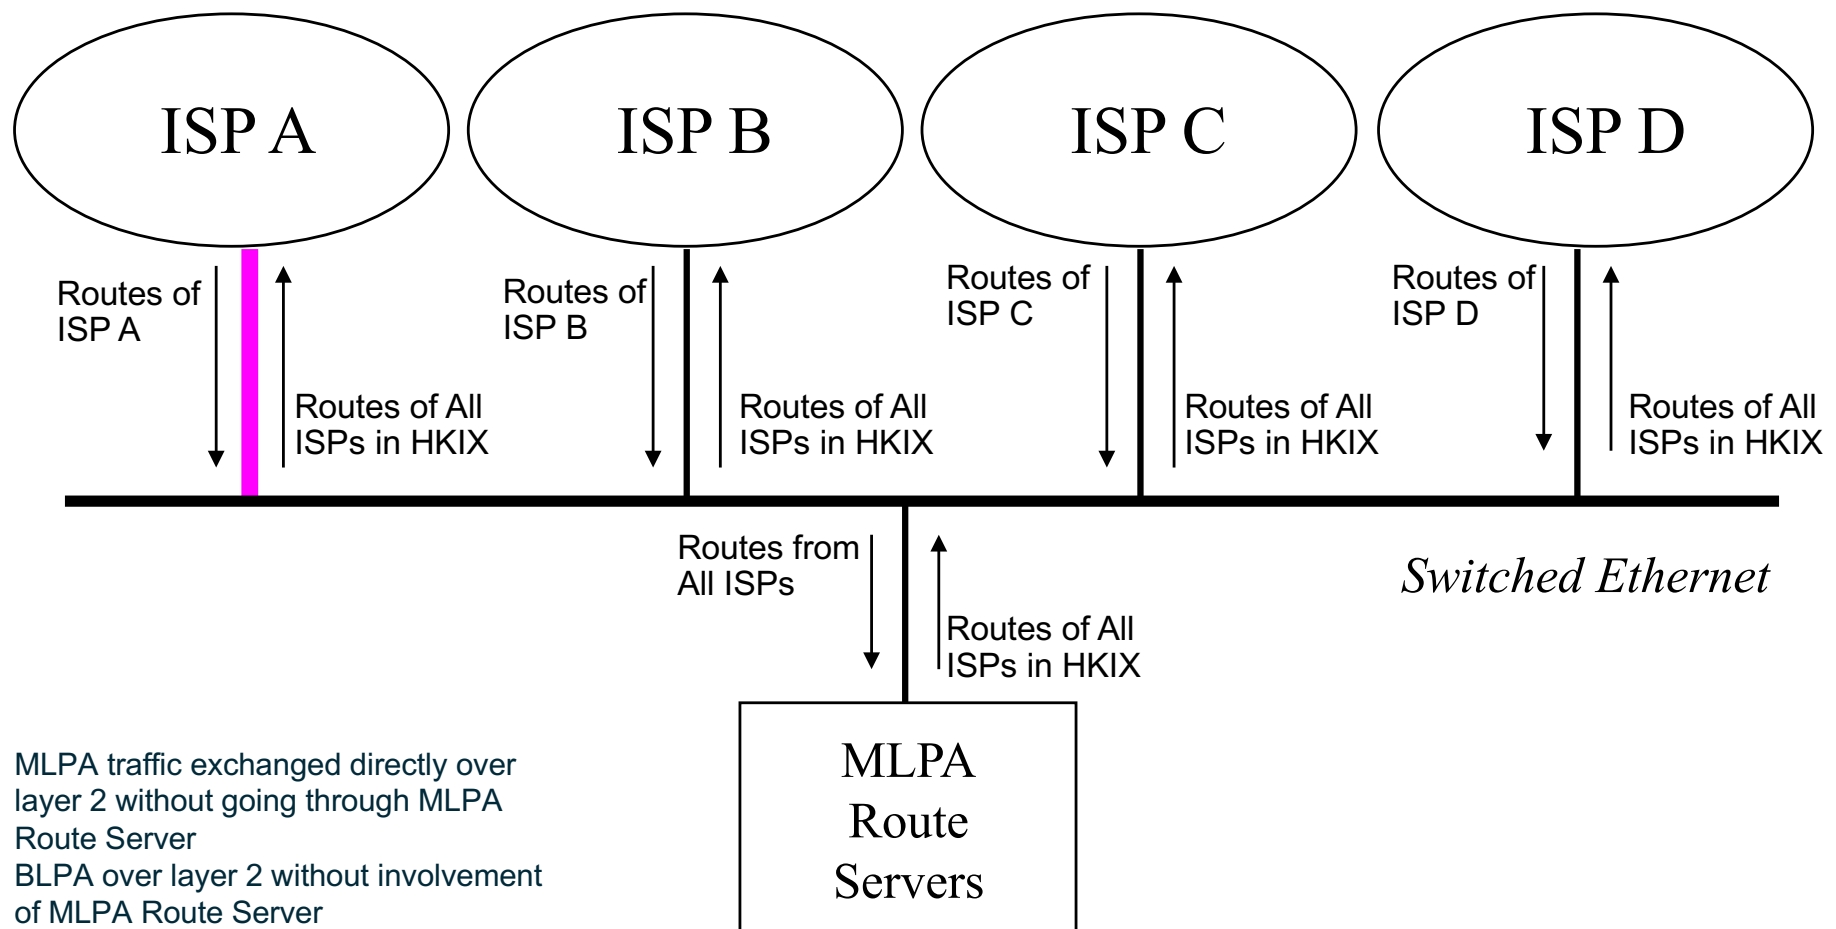 ISP A
ISP B
ISP C
ISP D
Routes of
ISP A
Routes of All
ISPs in HKIX
Routes of
ISP B
Routes of All
ISPs in HKIX
Routes of
ISP C
Routes of All
ISPs in HKIX
Routes of
ISP D
Routes of All
ISPs in HKIX
Routes from
All ISPs
Routes of All
ISPs in HKIX
Switched Ethernet
MLPA
Route
Servers
MLPA traffic exchanged directly over
layer 2 without going through MLPA
Route Server
BLPA over layer 2 without involvement
of MLPA Route Server